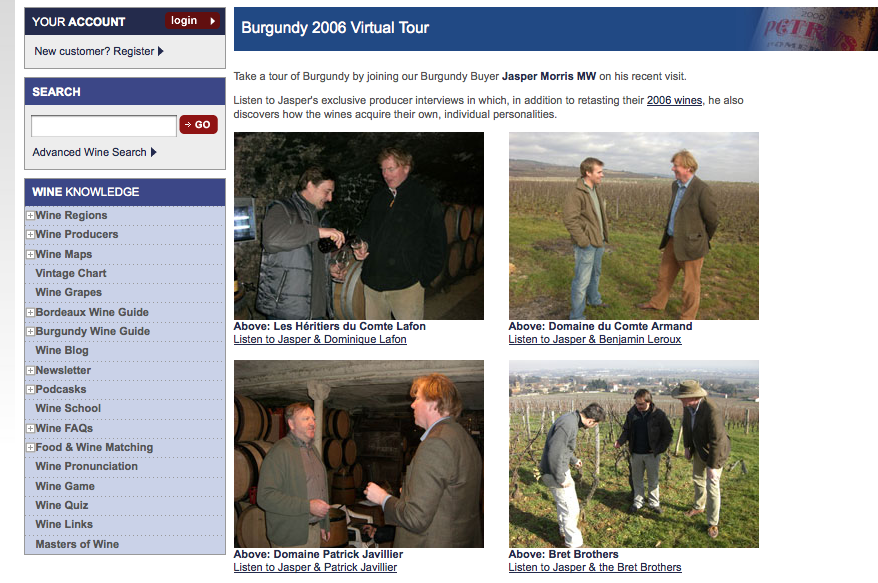 YOUR ACCOUNT
login
New customer? Register
SEARCH
GO
Advanced Wine Search
WINE KNOWLEDGE
Wine Regions
Wine Producers
Wine Maps
Vintage Chart
Wine Grapes
Bordeaux Wine Guide
Burgundy Wine Guide
Wine Blog
Newsletter
Podcasks
Wine School
Wine FAQs
Food & Wine Matching
Wine Pronunciation
Wine Game
Wine Quiz
Wine Links
Masters of Wine
Burgundy 2006 Virtual Tour
PETRUS
POMEROL
Take a tour of Burgundy by joining our Burgundy Buyer Jasper Morris MW on his recent visit.
Listen to Jasper's exclusive producer interviews in which, in addition to retasting their 2006 wines, he also
discovers how the wines acquire their own, individual personalities.
Above: Les Héritiers du Comte Lafon
Listen to Jasper & Dominique Lafon
Above: Domaine du Comte Armand
Listen to Jasper & Benjamin Leroux
Above: Domaine Patrick Javillier
Listen to Jasper & Patrick Javillier
Above: Bret Brothers
Listen to Jasper & the Bret Brothers